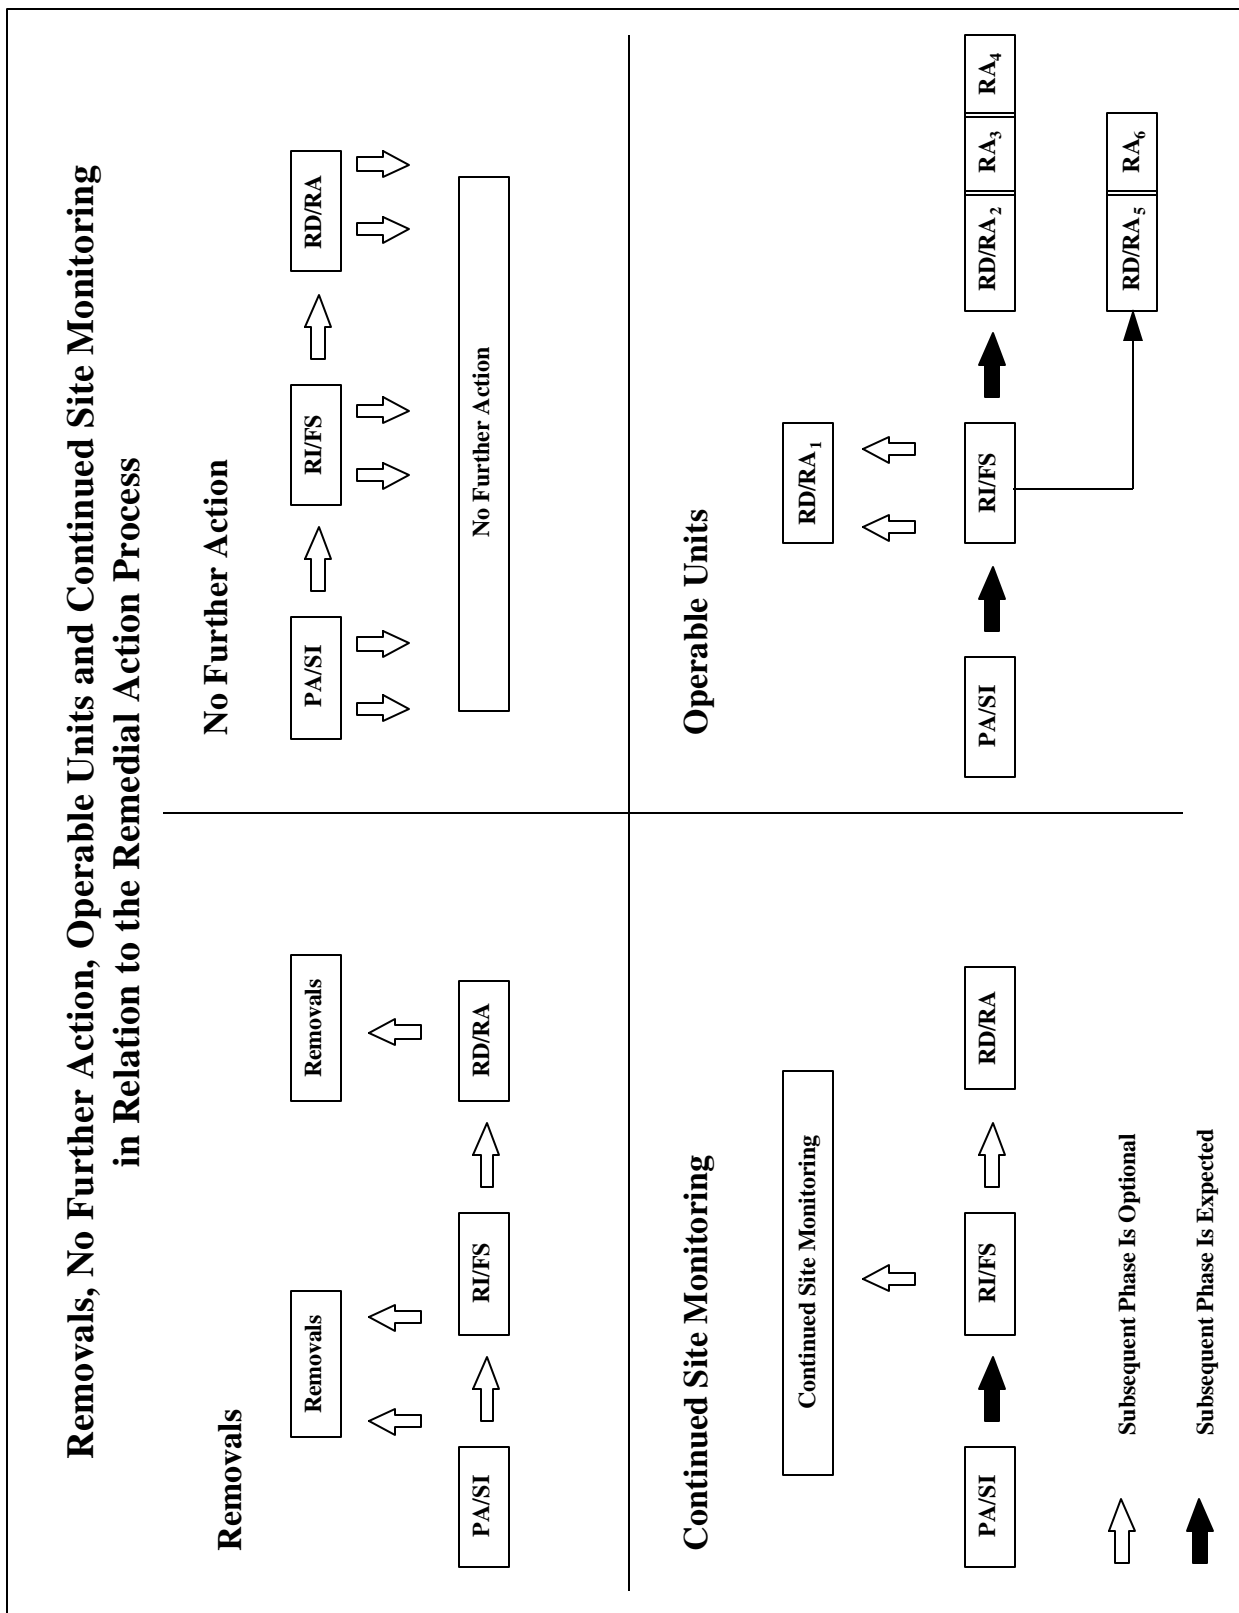 Removals, No Further Action, Operable Units and Continued Site Monitoring
in Relation to the Remedial Action Process
Removals
Removals
Removals
PA/SI
RI/FS
RD/RA
No Further Action
PA/SI
RI/FS
RD/RA
No Further Action
Continued Site Monitoring
Continued Site Monitoring
PA/SI
RI/FS
RD/RA
Subsequent Phase Is Optional
Subsequent Phase Is Expected
Operable Units
RD/RA1
PA/SI
RI/FS
RD/RA2
RA3
RA4
RD/RA5
RA6